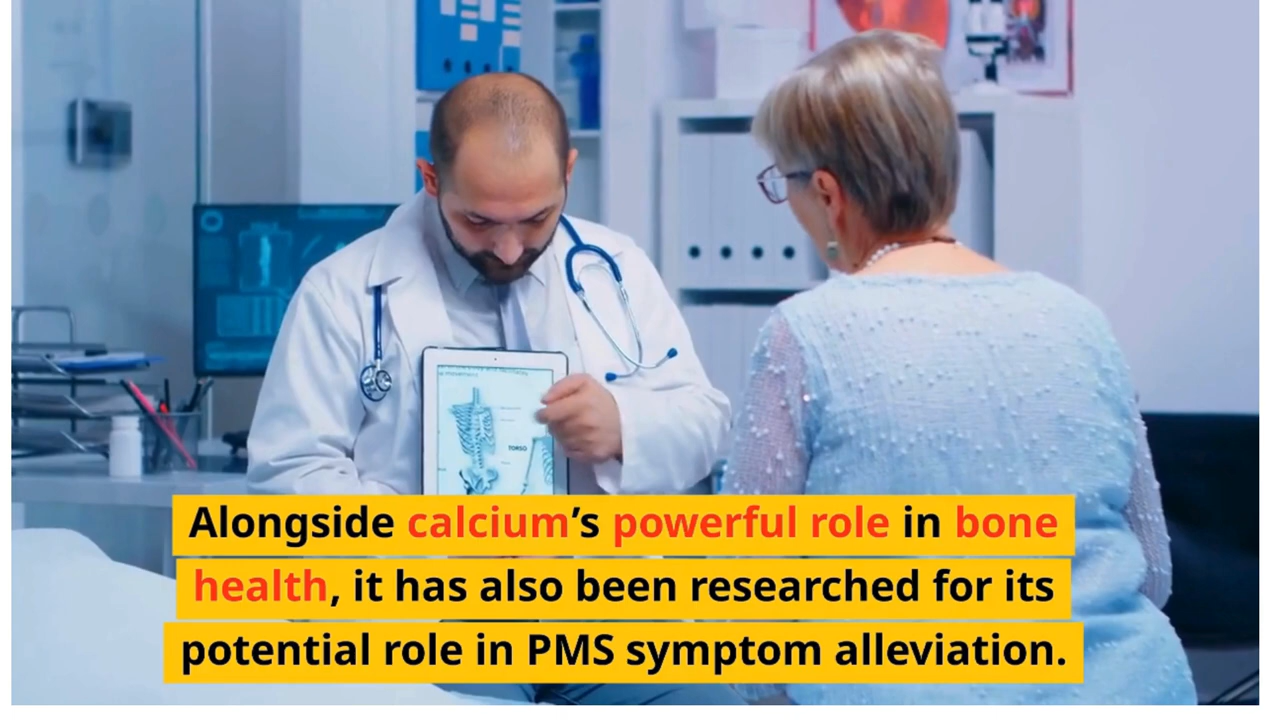 TORSO
Alongside calcium’s powerful role in bone
health, it has also been researched for its
potential role in PMS symptom alleviation.